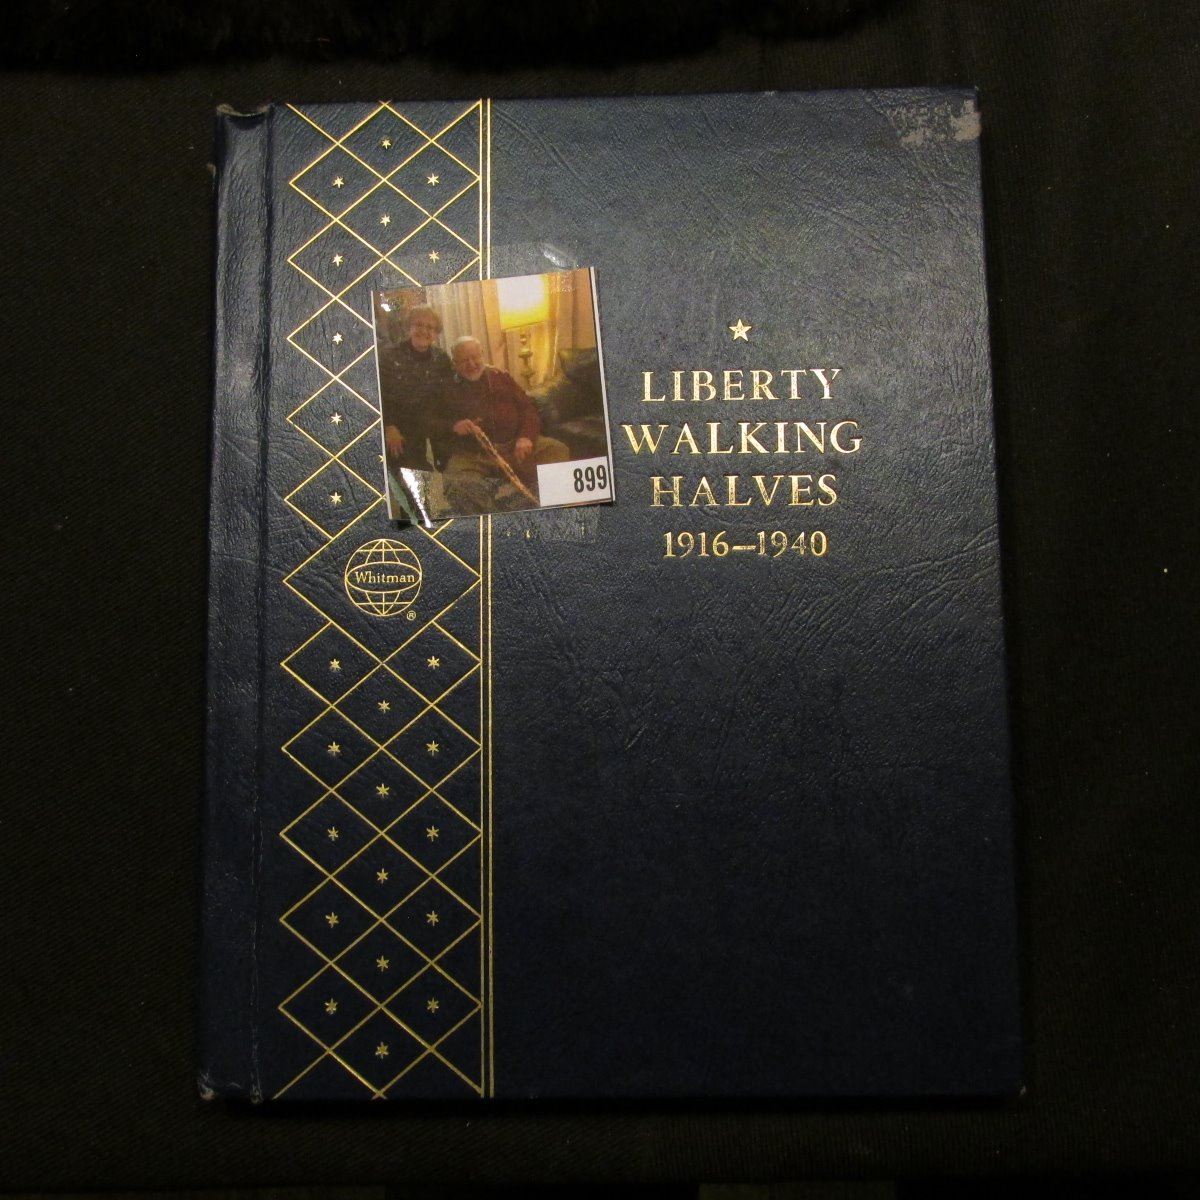 LIBERTY
WALKING
HALVES
1916–1940
899
Whitman
®